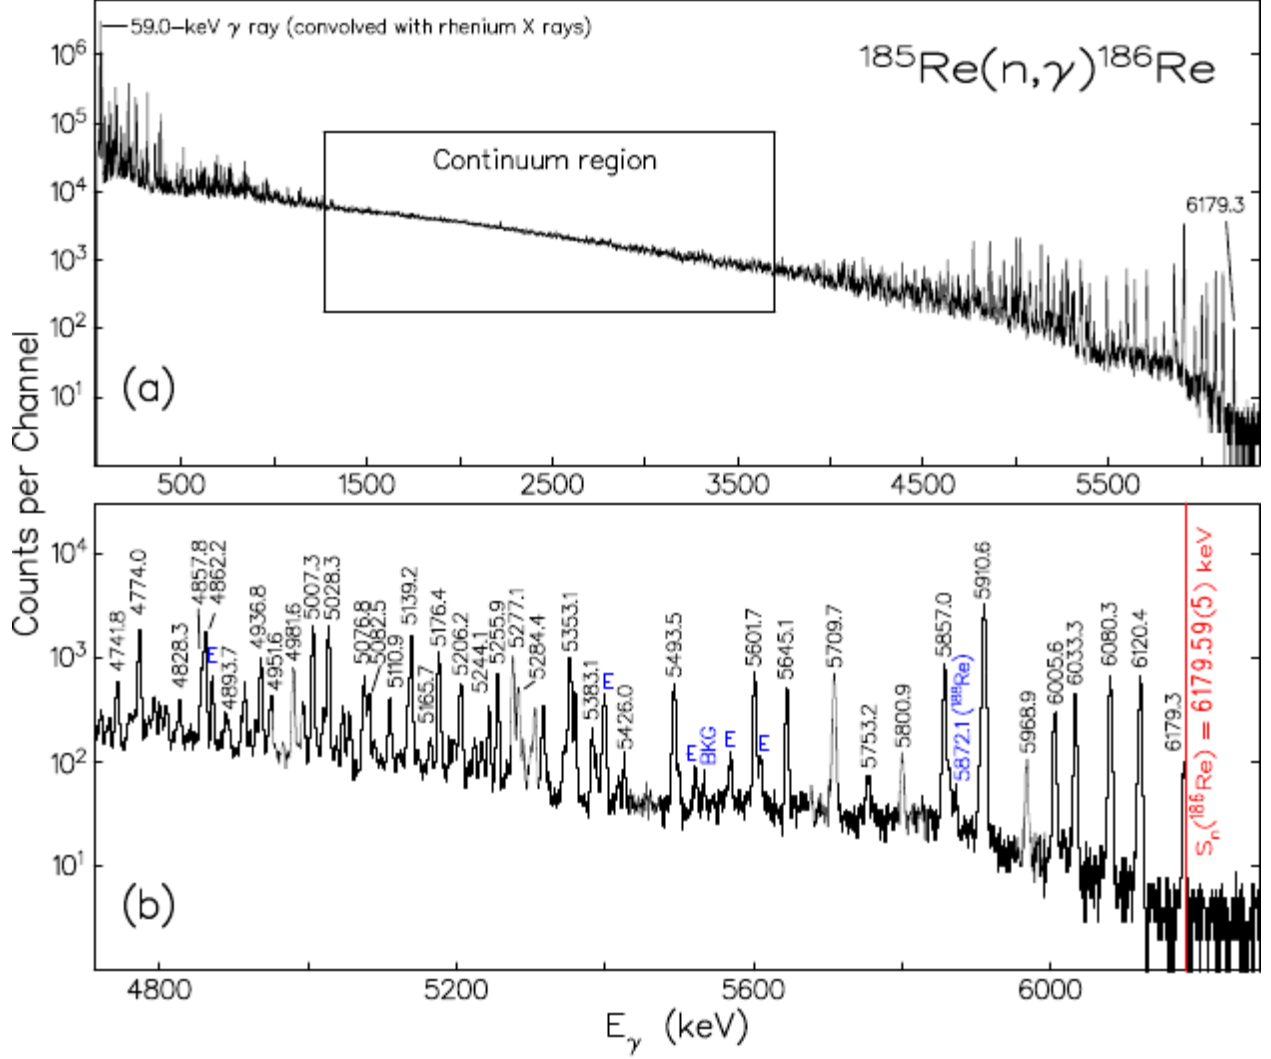 59.0-keV γ ray (convolved with rhenium X rays)
¹⁸⁵Re(n,γ)¹⁸⁶Re
Continuum region
6179.3
10⁶
10⁵
10⁴
10³
10²
10¹
(a)
500 1500 2500 3500 4500 5500
Counts per Channel
10⁴
10³
10²
10¹
4741.8
4774.0
4828.3
4857.8
4862.2
E
4893.7
4936.8
4951.6
4981.6
5007.3
5028.3
5076.8
5082.5
5110.9
5139.2
5165.7
5176.4
5206.2
5244.1
5255.9
5277.1
5284.4
5353.1
5383.1
E
5426.0
5493.5
E
BKG
E
5601.7
E
5645.1
5709.7
5753.2
5800.9
5857.0
5872.1 (¹⁸⁸Re)
5910.6
5968.9
6005.6
6033.3
6080.3
6120.4
6179.3
Sₙ(¹⁸⁶Re) = 6179.59(5) keV
(b)
4800 5200 5600 6000
Eγ (keV)